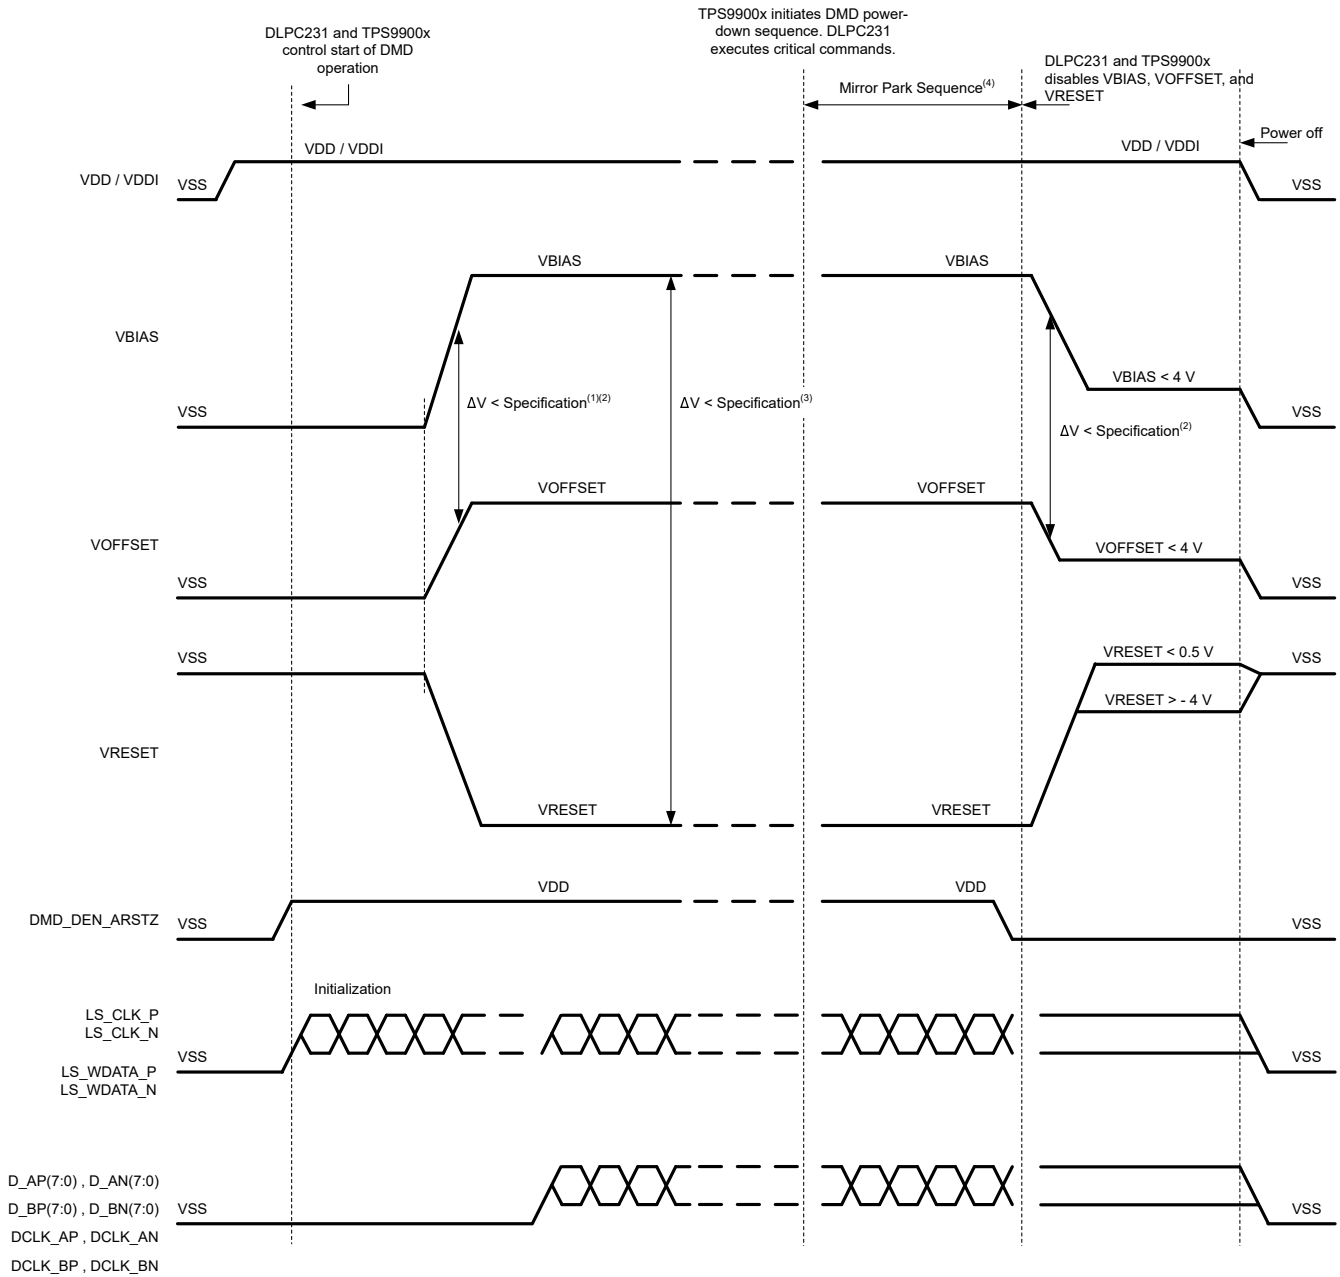 TPS9900x initiates DMD power-
down sequence. DLPC231
executes critical commands.
DLPC231 and TPS9900x
control start of DMD
operation
DLPC231 and TPS9900x
disables VBIAS, VOFFSET, and
VRESET
Mirror Park Sequence(4)
Power off
VDD / VDDI
VSS
VDD / VDDI
VDD / VDDI
VSS
VBIAS
VSS
VBIAS
VBIAS
VBIAS < 4 V
VSS
ΔV < Specification(1)(2)
ΔV < Specification(3)
ΔV < Specification(2)
VOFFSET
VSS
VOFFSET
VOFFSET
VOFFSET < 4 V
VSS
VRESET
VSS
VRESET
VRESET
VRESET < 0.5 V
VRESET > - 4 V
VSS
DMD_DEN_ARSTZ
VSS
VDD
VDD
VSS
Initialization
LS_CLK_P
LS_CLK_N
VSS
VSS
LS_WDATA_P
LS_WDATA_N
D_AP(7:0) , D_AN(7:0)
D_BP(7:0) , D_BN(7:0)
VSS
VSS
DCLK_AP , DCLK_AN
DCLK_BP , DCLK_BN